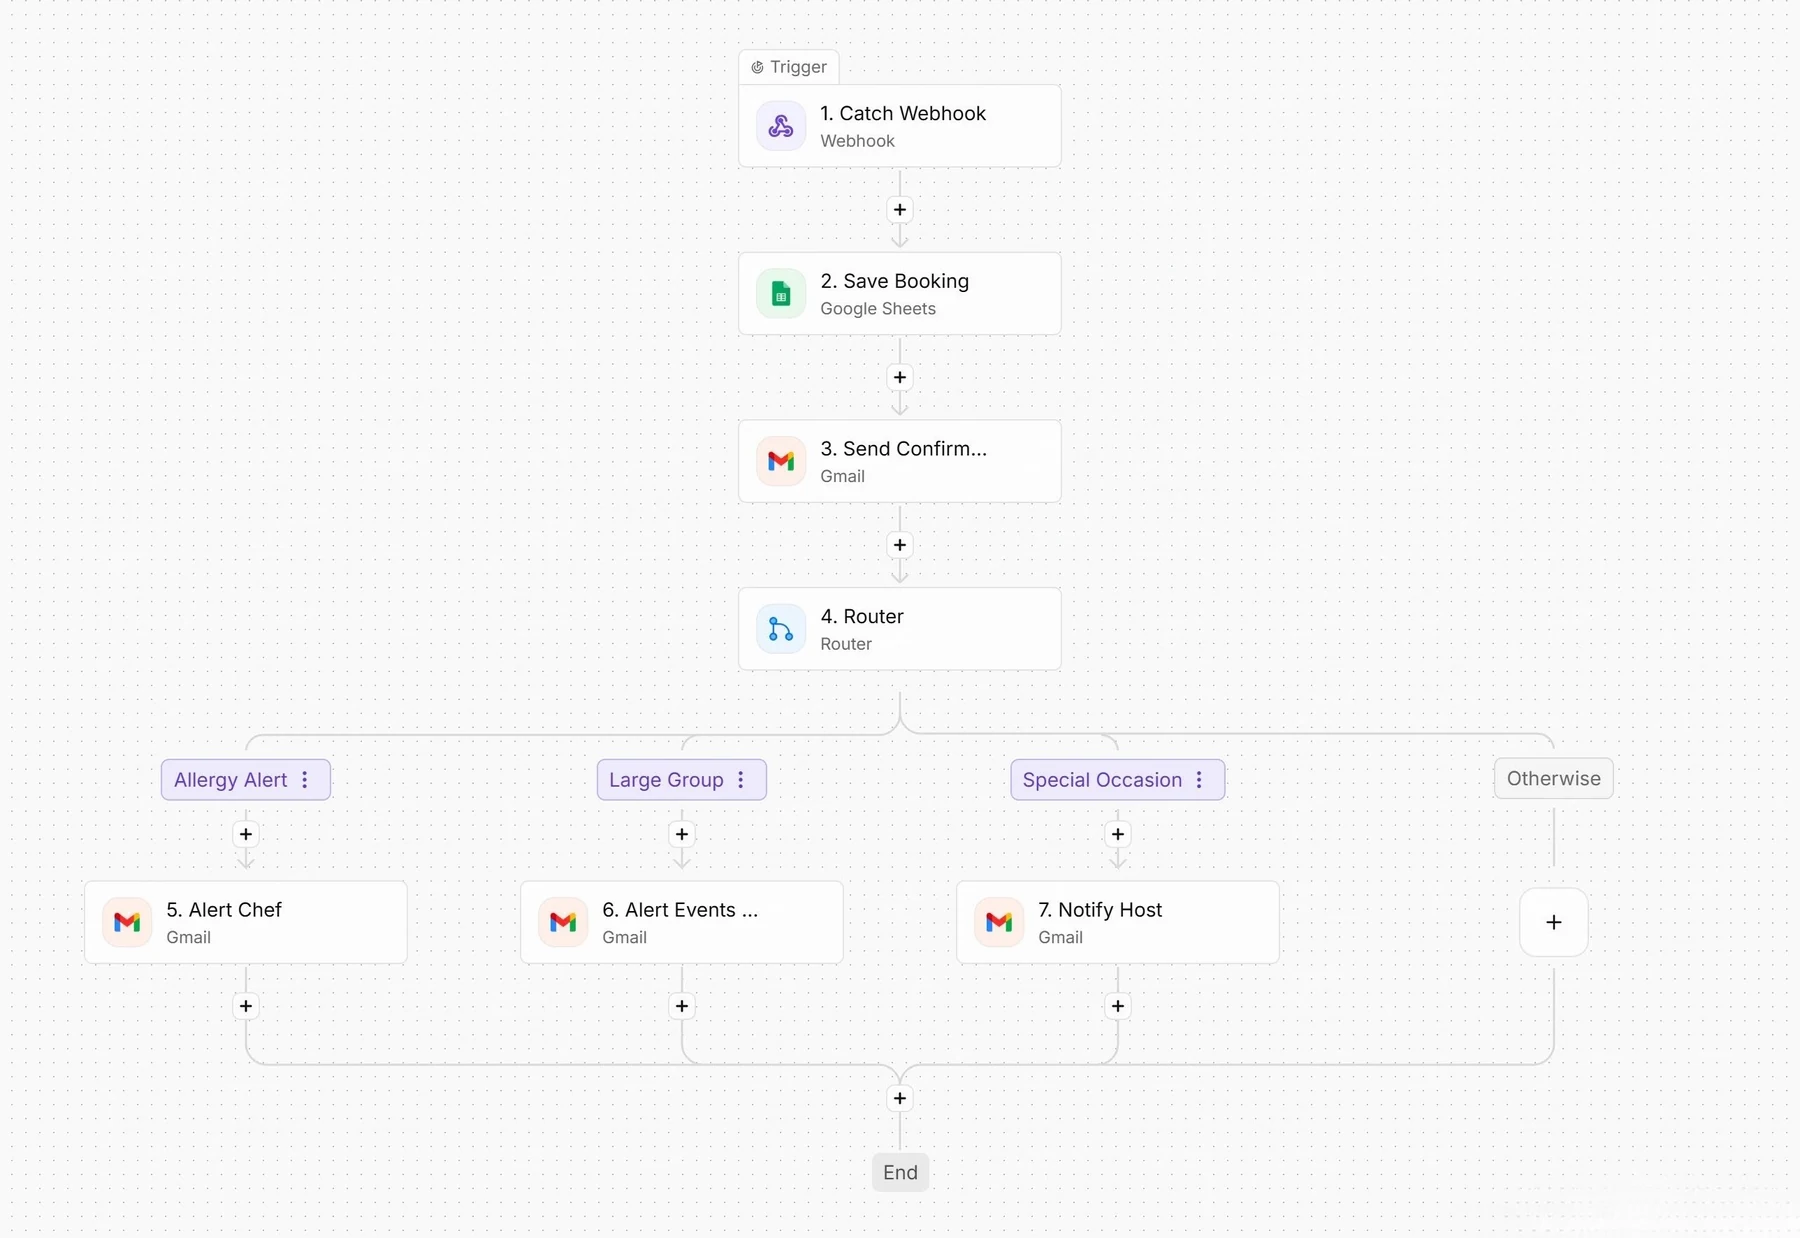 Trigger
1. Catch Webhook
Webhook
2. Save Booking
Google Sheets
3. Send Confirm...
Gmail
4. Router
Router
Allergy Alert
Large Group
Special Occasion
Otherwise
5. Alert Chef
Gmail
6. Alert Events ...
Gmail
7. Notify Host
Gmail
End